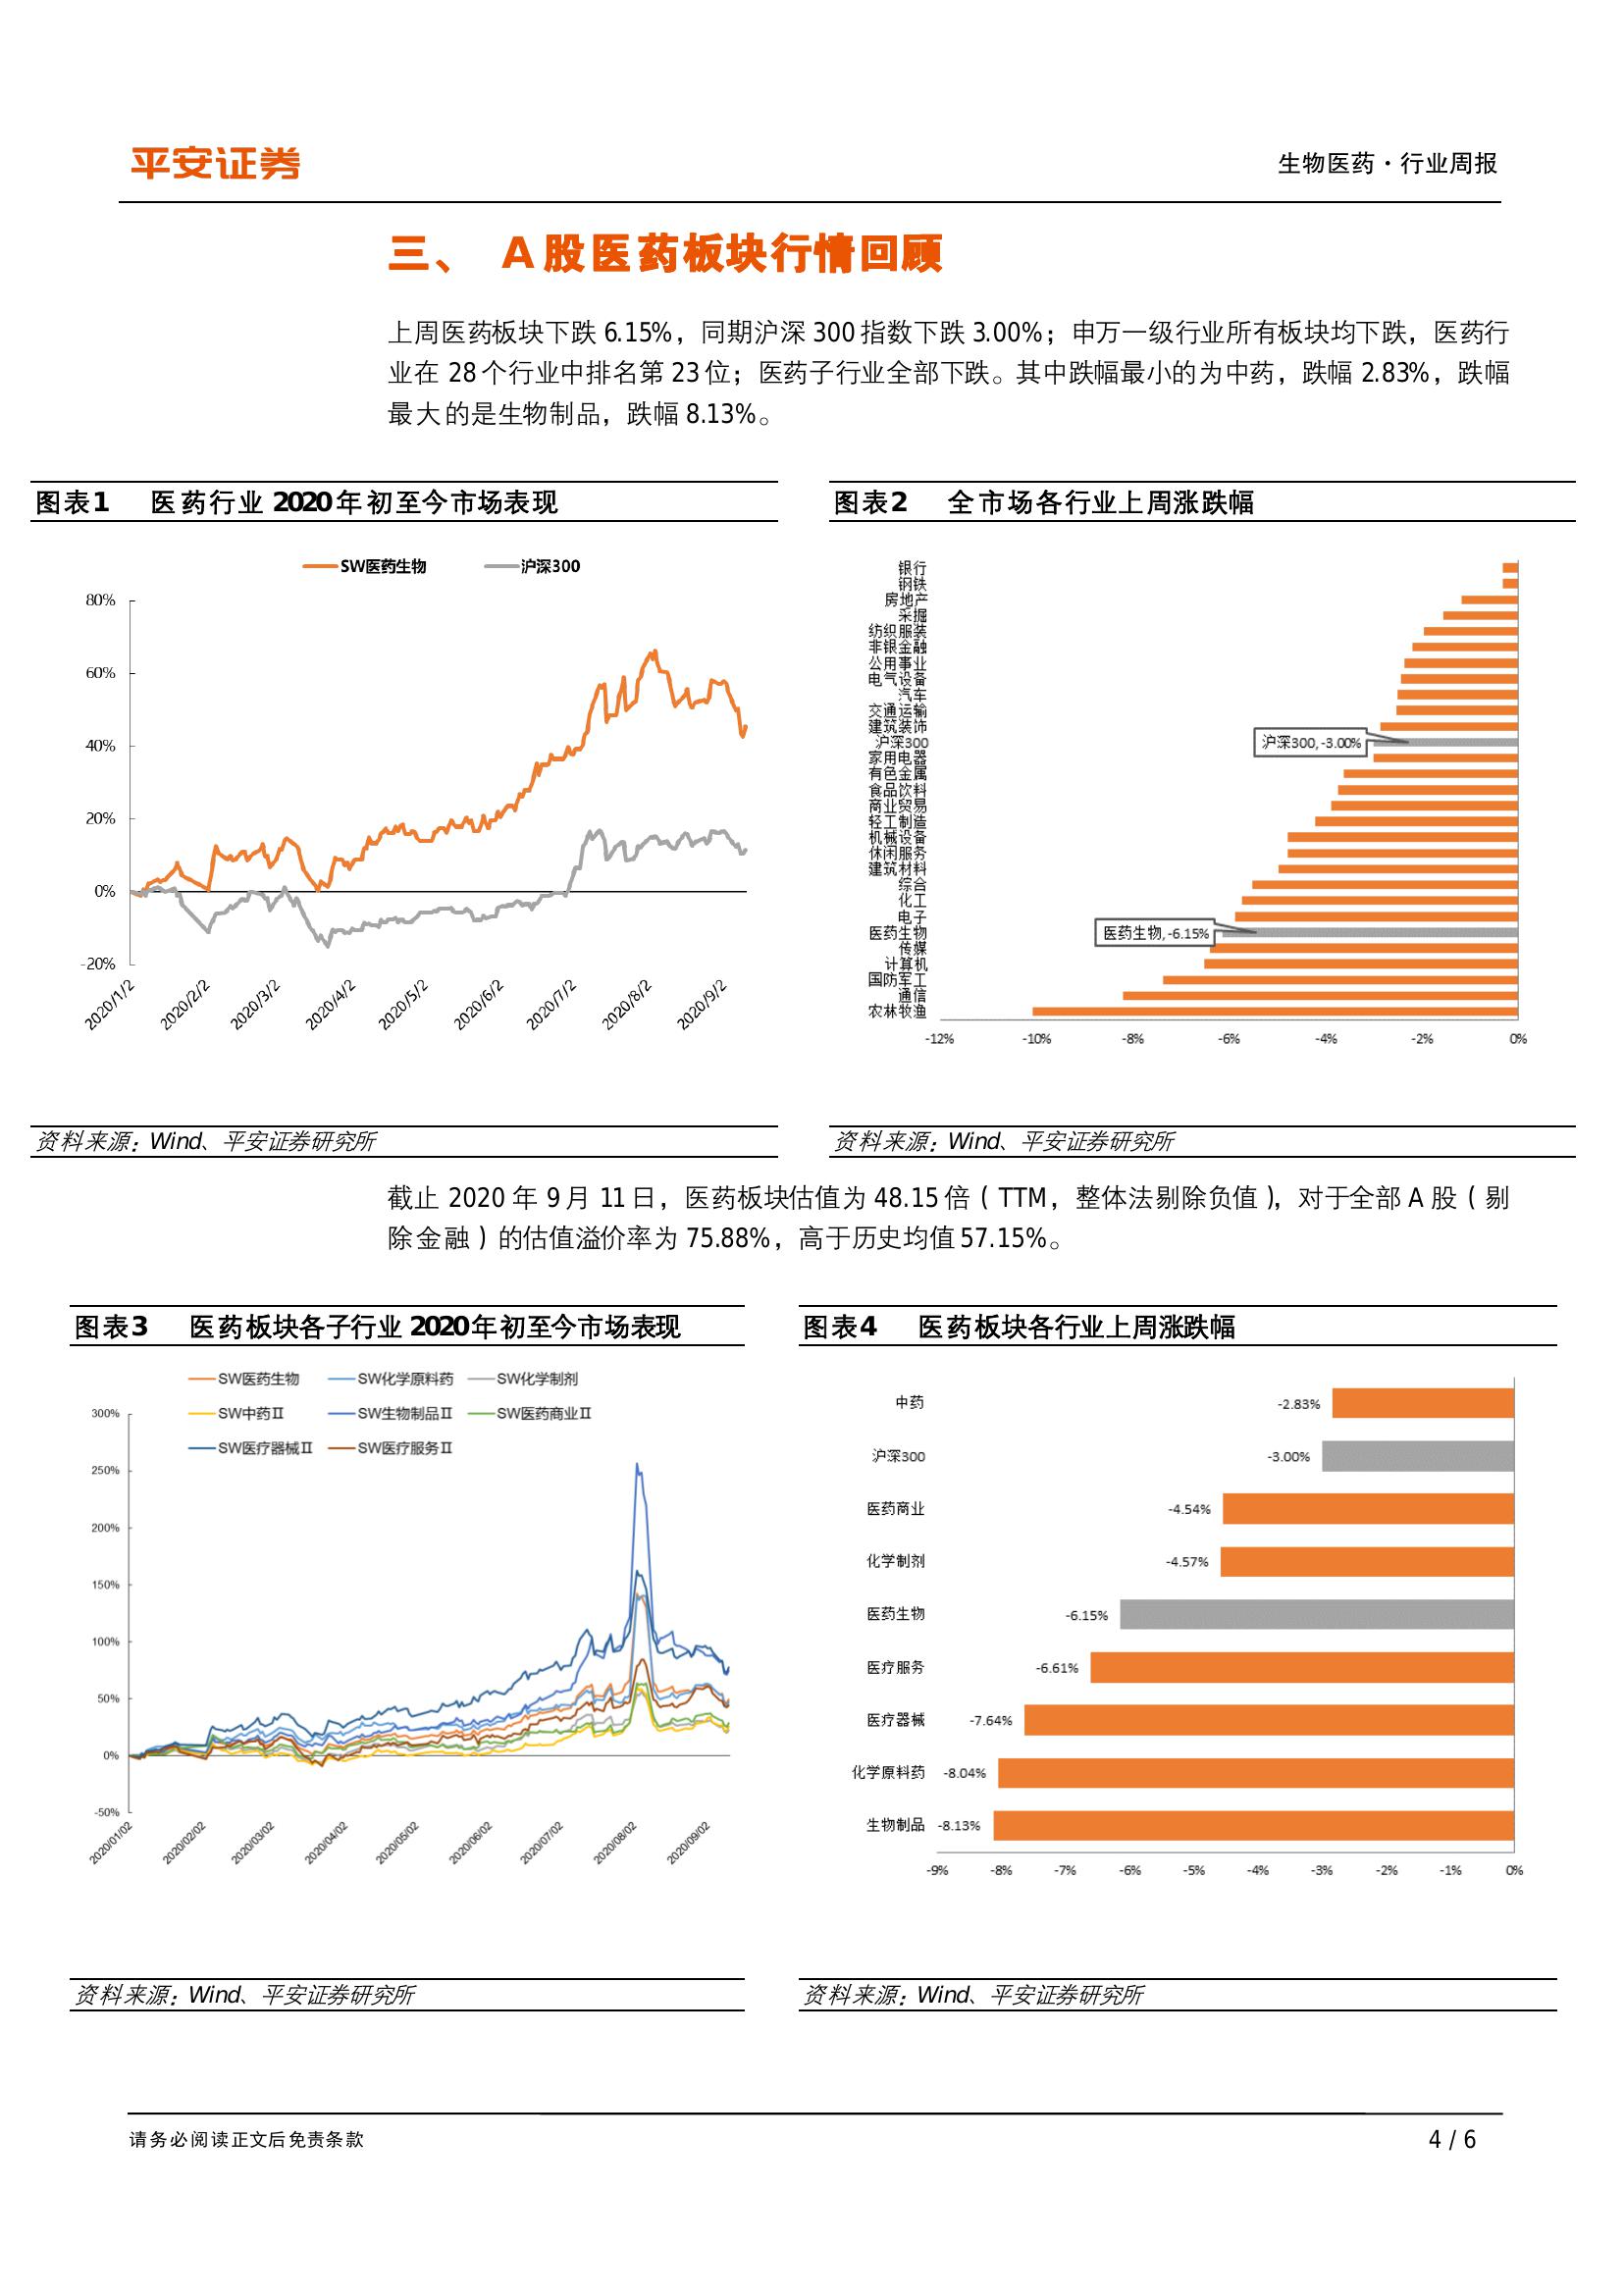 平安证券
生物医药·行业周报
三、 A股医药板块行情回顾
上周医药板块下跌 6.15%，同期沪深 300 指数下跌 3.00%；申万一级行业所有板块均下跌，医药行
业在 28 个行业中排名第 23 位；医药子行业全部下跌。其中跌幅最小的为中药，跌幅 2.83%，跌幅
最大的是生物制品，跌幅 8.13%。
图表1 医药行业 2020 年初至今市场表现
SW医药生物 沪深300
80%
60%
40%
20%
0%
-20%
2020/1/2 2020/2/2 2020/3/2 2020/4/2 2020/5/2 2020/6/2 2020/7/2 2020/8/2 2020/9/2
资料来源：Wind、平安证券研究所
图表2 全市场各行业上周涨跌幅
银行
钢铁
房地产
采掘
纺织服装
非银金融
公用事业
电气设备
汽车
交通运输
建筑装饰
沪深300
沪深300, -3.00%
家用电器
有色金属
食品饮料
商业贸易
轻工制造
机械设备
休闲服务
建筑材料
综合
化工
电子
医药生物
医药生物, -6.15%
传媒
计算机
国防军工
通信
农林牧渔
-12% -10% -8% -6% -4% -2% 0%
资料来源：Wind、平安证券研究所
截止 2020 年 9 月 11 日，医药板块估值为 48.15 倍（TTM，整体法剔除负值），对于全部 A 股（剔
除金融）的估值溢价率为 75.88%，高于历史均值 57.15%。
图表3 医药板块各子行业 2020 年初至今市场表现
SW医药生物 SW化学原料药 SW化学制剂
SW中药Ⅱ SW生物制品Ⅱ SW医药商业Ⅱ
SW医疗器械Ⅱ SW医疗服务Ⅱ
300%
250%
200%
150%
100%
50%
0%
-50%
2020/01/02 2020/02/02 2020/03/02 2020/04/02 2020/05/02 2020/06/02 2020/07/02 2020/08/02 2020/09/02
资料来源：Wind、平安证券研究所
图表4 医药板块各行业上周涨跌幅
中药 -2.83%
沪深300 -3.00%
医药商业 -4.54%
化学制剂 -4.57%
医药生物 -6.15%
医疗服务 -6.61%
医疗器械 -7.64%
化学原料药 -8.04%
生物制品 -8.13%
-9% -8% -7% -6% -5% -4% -3% -2% -1% 0%
资料来源：Wind、平安证券研究所
请务必阅读正文后免责条款
4 / 6